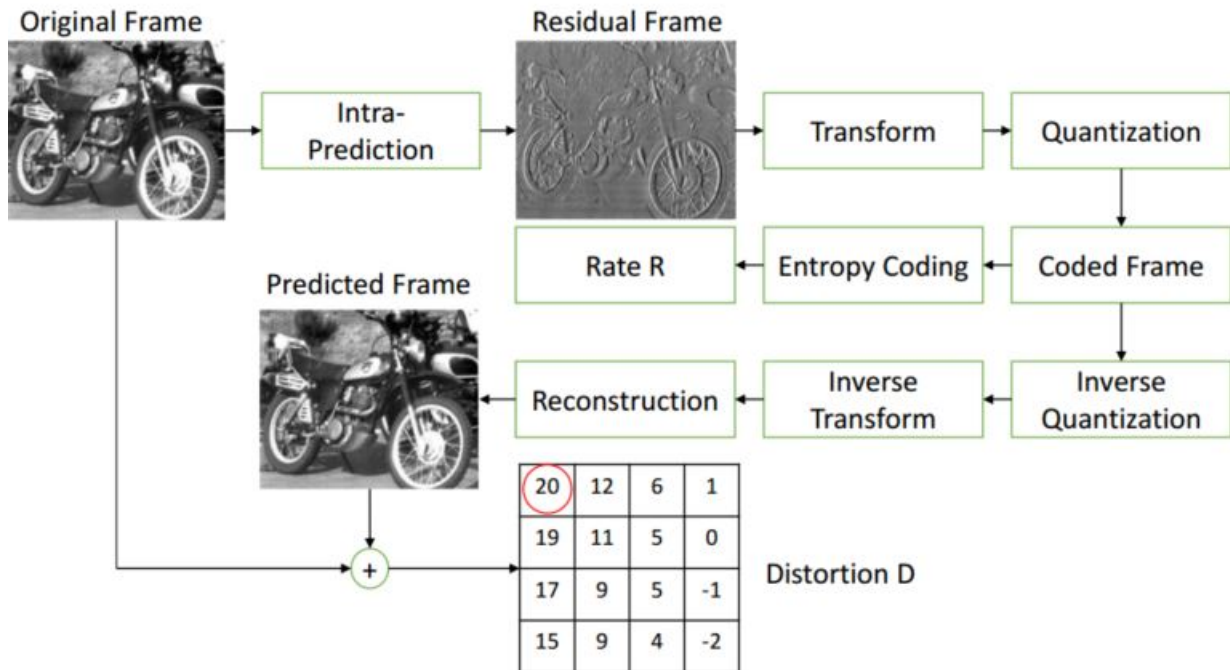 Original Frame
Residual Frame
Intra-
Prediction
Transform
Quantization
Rate R
Entropy Coding
Coded Frame
Predicted Frame
Reconstruction
Inverse
Transform
Inverse
Quantization
20 12 6 1
19 11 5 0
+
Distortion D
17 9 5 -1
15 9 4 -2